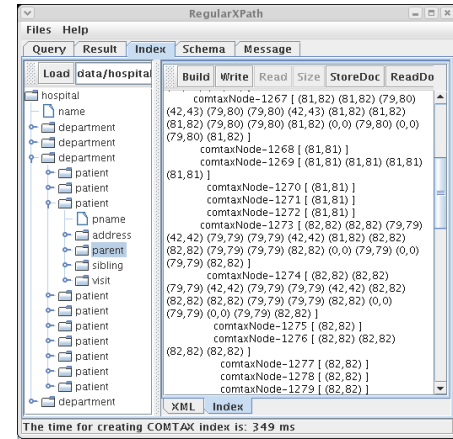 RegularXPath
Files Help
Query Result Index Schema Message
Load data/hospital
Build Write Read Size StoreDoc ReadDo
hospital
name
department
department
department
patient
patient
pname
address
parent
sibling
visit
patient
patient
patient
patient
patient
department
comtaxNode-1267 [ (81,82) (81,82) (79,80)
(42,43) (79,80) (79,80) (42,43) (81,82) (81,82)
(81,82) (79,80) (79,80) (81,82) (0,0) (79,80) (0,0)
(79,80) (81,82) ]
comtaxNode-1268 [ (81,81) ]
comtaxNode-1269 [ (81,81) (81,81) (81,81)
(81,81) ]
comtaxNode-1270 [ (81,81) ]
comtaxNode-1271 [ (81,81) ]
comtaxNode-1272 [ (81,81) ]
comtaxNode-1273 [ (82,82) (82,82) (79,79)
(42,42) (79,79) (79,79) (42,42) (81,82) (82,82)
(82,82) (79,79) (79,79) (82,82) (0,0) (79,79) (0,0)
(79,79) (82,82) ]
comtaxNode-1274 [ (82,82) (82,82)
(79,79) (42,42) (79,79) (79,79) (42,42) (82,82)
(82,82) (82,82) (79,79) (79,79) (82,82) (0,0)
(79,79) (0,0) (79,79) (82,82) ]
comtaxNode-1275 [ (82,82) ]
comtaxNode-1276 [ (82,82) (82,82)
(82,82) (82,82) ]
comtaxNode-1277 [ (82,82) ]
comtaxNode-1278 [ (82,82) ]
comtaxNode-1279 [ (82,82) ]
XML Index
The time for creating COMTAX index is: 349 ms